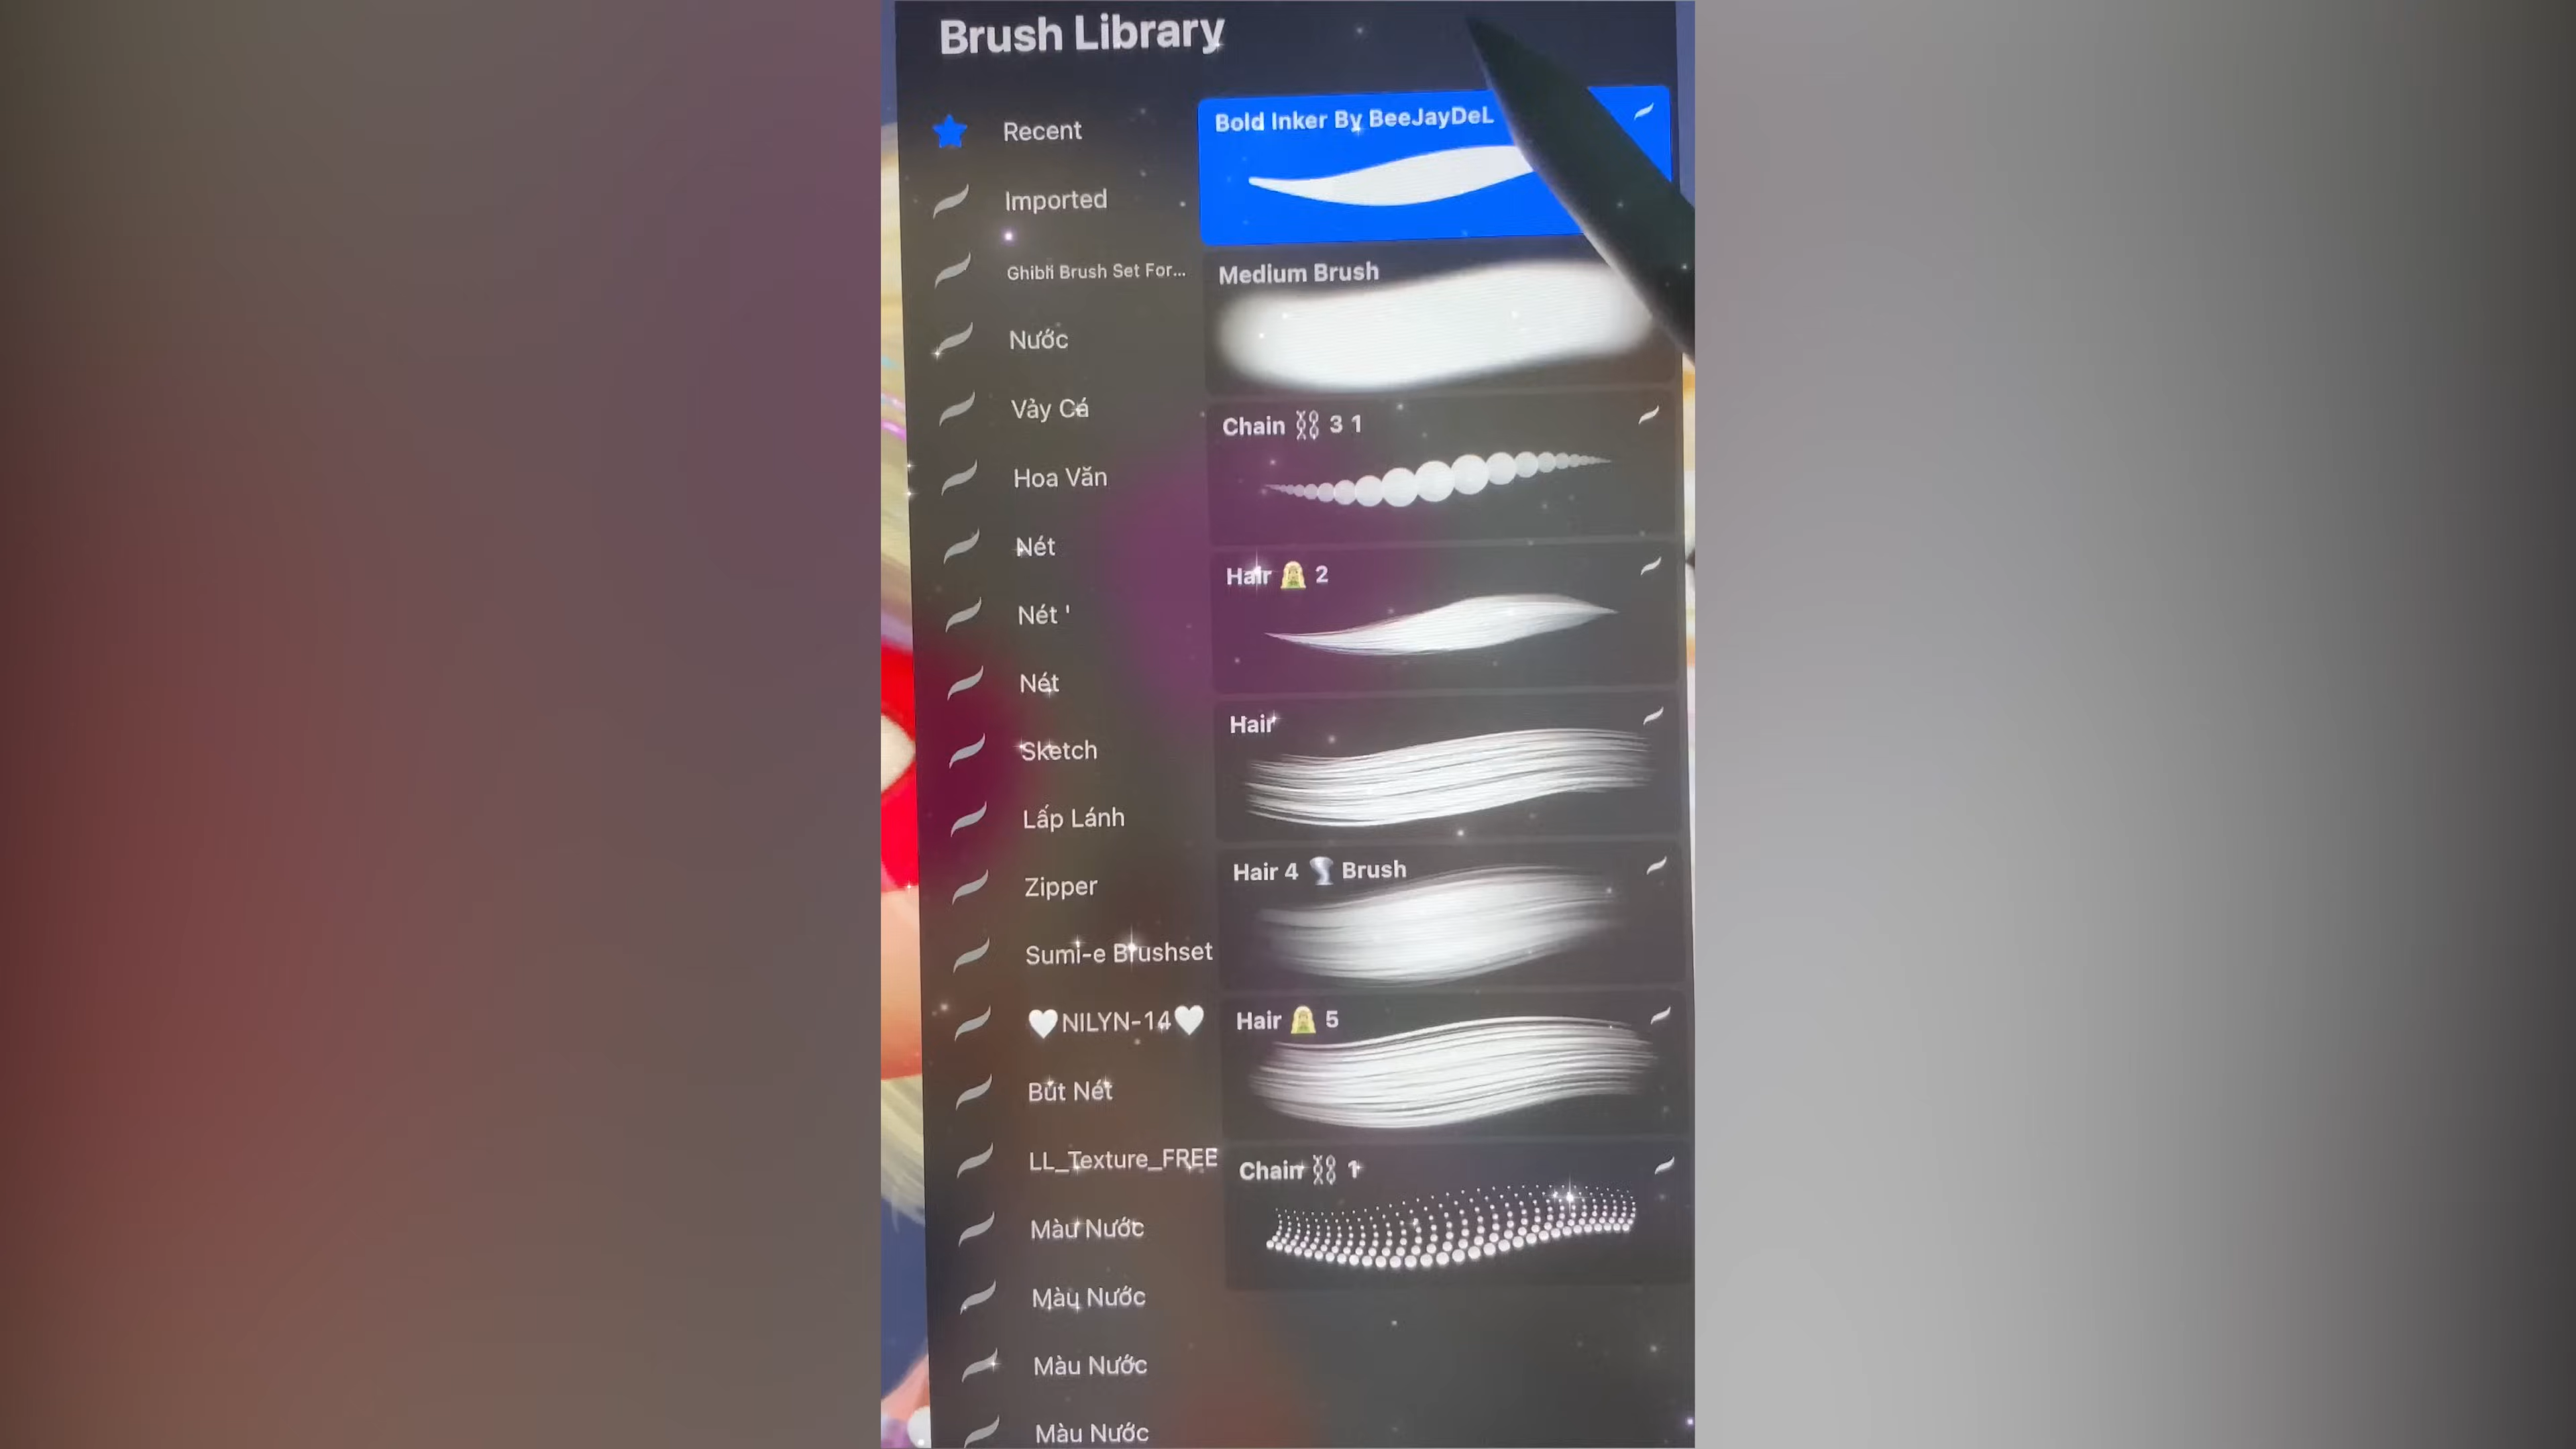 Brush Library
Recent
Imported
Ghibli Brush Set For...
Nước
Vảy Cá
Hoa Văn
Nét
Nét '
Nét
Sketch
Lấp Lánh
Zipper
Sumi-e Brushset
🤍NILYN-14🤍
Bút Nét
LL_Texture_FREE
Màu Nước
Màu Nước
Màu Nước
Màu Nước
Bold Inker By BeeJayDeL
Medium Brush
Chain ⛓️ 3 1
Hair 2
Hair
Hair 4 🌪️ Brush
Hair 5
Chain ⛓️ 1